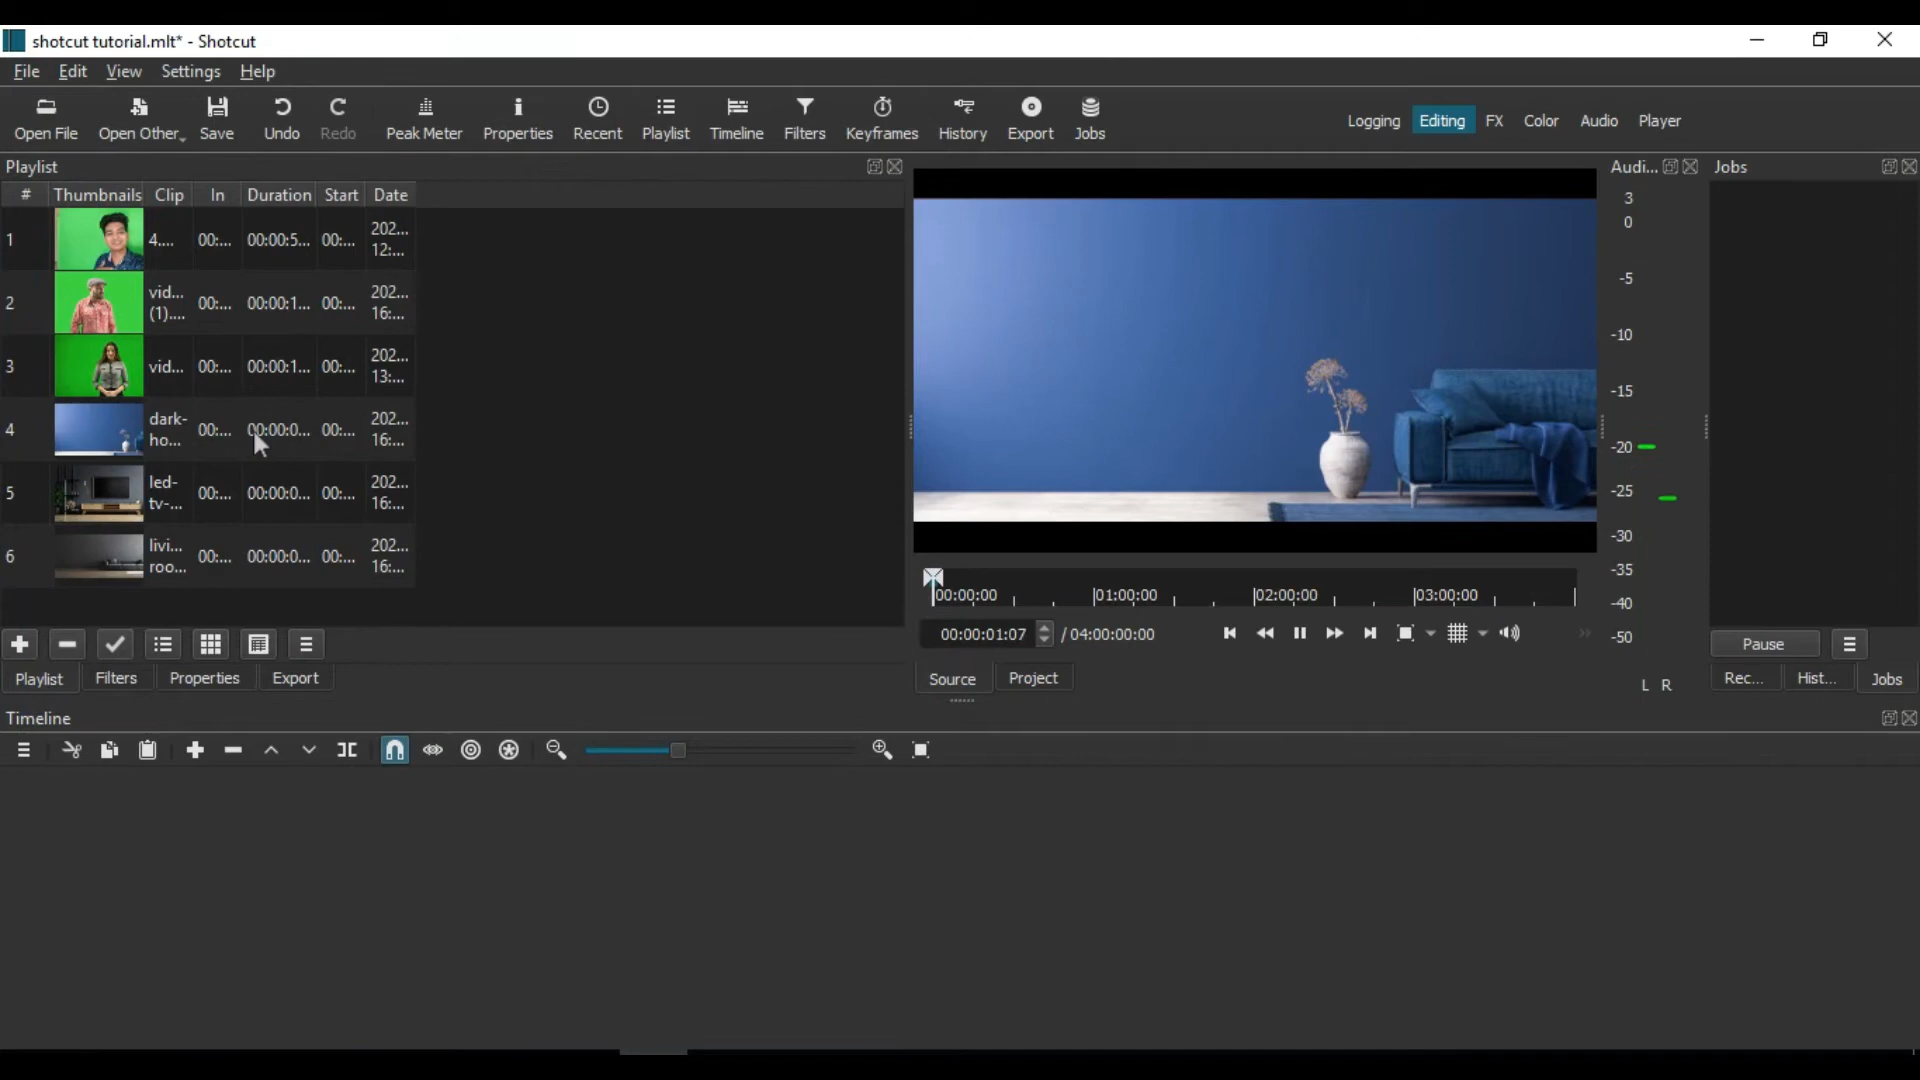 shotcut tutorial.mlt* - Shotcut
File Edit View Settings Help
Open File Open Other Save Undo Redo Peak Meter Properties Recent Playlist Timeline Filters Keyframes History Export Jobs
Logging Editing FX Color Audio Player
Playlist
# Thumbnails Clip In Duration Start Date
1 4.... 00:... 00:00:5... 00:... 202... 12:...
2 vid... (1).... 00:... 00:00:1... 00:... 202... 16:...
3 vid... 00:... 00:00:1... 00:... 202... 13:...
4 dark- ho... 00:... 00:00:0... 00:... 202... 16:...
5 led- tv-... 00:... 00:00:0... 00:... 202... 16:...
6 livi... roo... 00:... 00:00:0... 00:... 202... 16:...
Playlist Filters Properties Export
00:00:00 01:00:00 02:00:00 03:00:00
00:00:01:07 / 04:00:00:00
Source Project
Audi...
3
0
-5
-10
-15
-20
-25
-30
-35
-40
-50
L R
Jobs
Pause
Rec... Hist... Jobs
Timeline